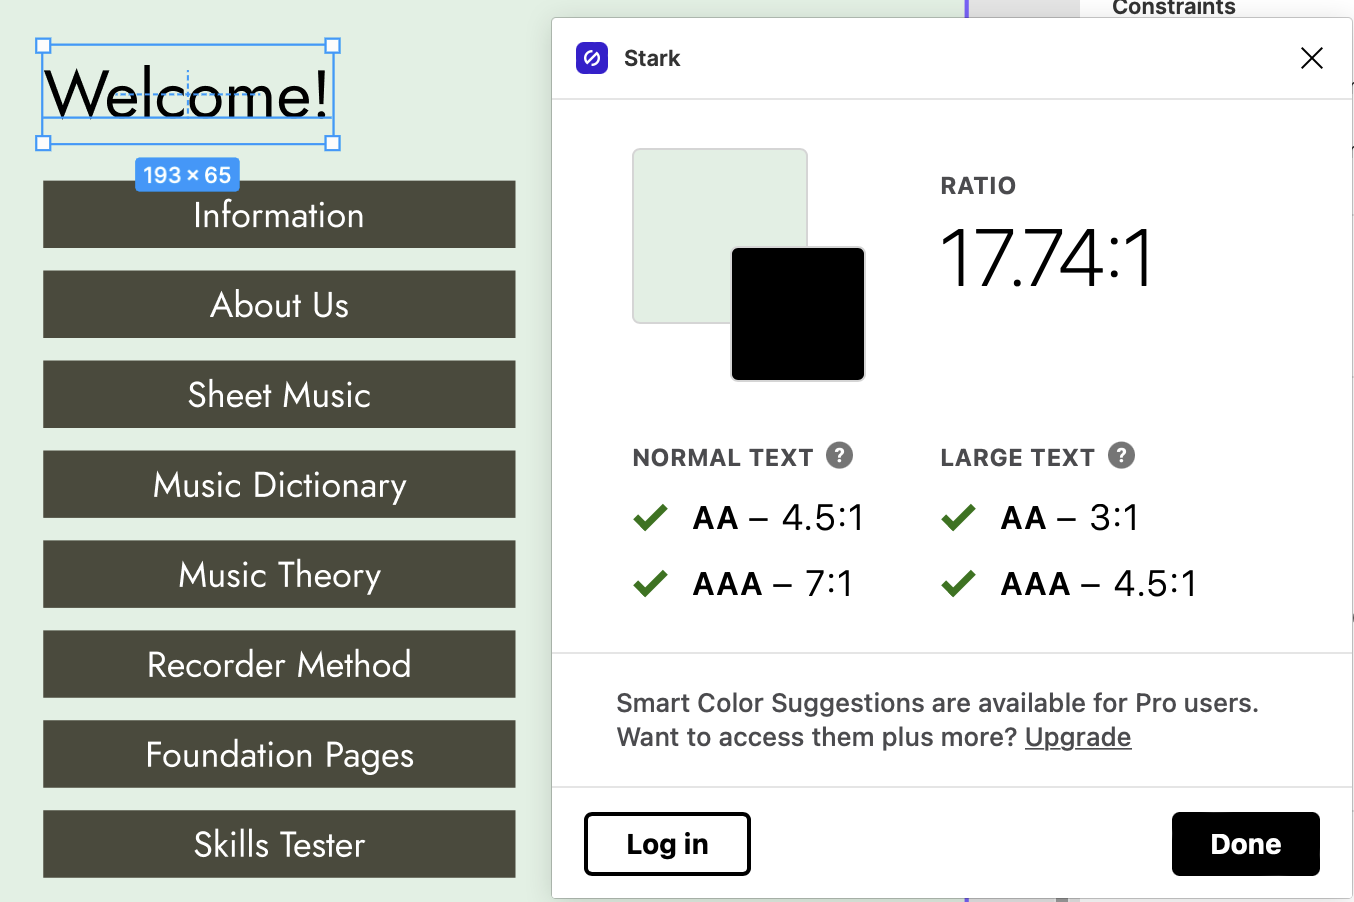 Constraints
Welcome!
193 × 65
Information
About Us
Sheet Music
Music Dictionary
Music Theory
Recorder Method
Foundation Pages
Skills Tester
Stark
RATIO
17.74:1
NORMAL TEXT ?
AA – 4.5:1
AAA – 7:1
LARGE TEXT ?
AA – 3:1
AAA – 4.5:1
Smart Color Suggestions are available for Pro users.
Want to access them plus more? Upgrade
Log in
Done